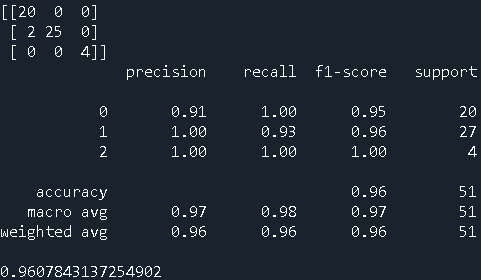 [[20  0  0]
 [ 2 25  0]
 [ 0  0  4]]
              precision    recall  f1-score   support

           0       0.91      1.00      0.95        20
           1       1.00      0.93      0.96        27
           2       1.00      1.00      1.00         4

    accuracy                           0.96        51
   macro avg       0.97      0.98      0.97        51
weighted avg       0.96      0.96      0.96        51

0.9607843137254902